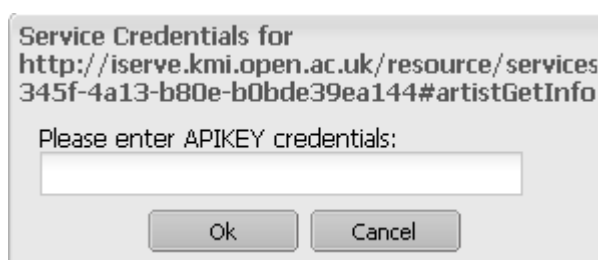 Service Credentials for
http://iserve.kmi.open.ac.uk/resource/services
345f-4a13-b80e-b0bde39ea144#artistGetInfo
Please enter APIKEY credentials:
Ok Cancel